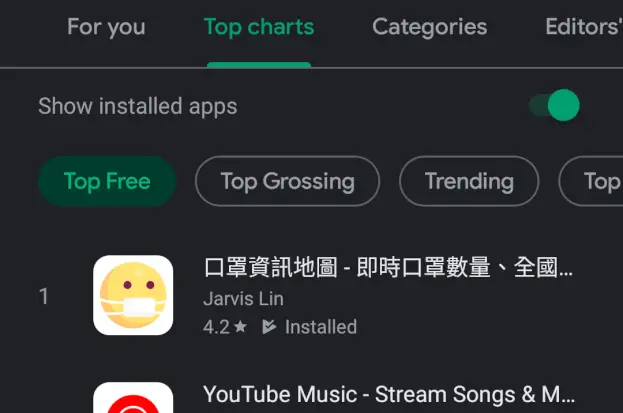 For you Top charts Categories Editors'
Show installed apps
Top Free Top Grossing Trending Top
口罩資訊地圖 - 即時口罩數量、全國...
1
Jarvis Lin
4.2★ Installed
YouTube Music - Stream Songs & M...